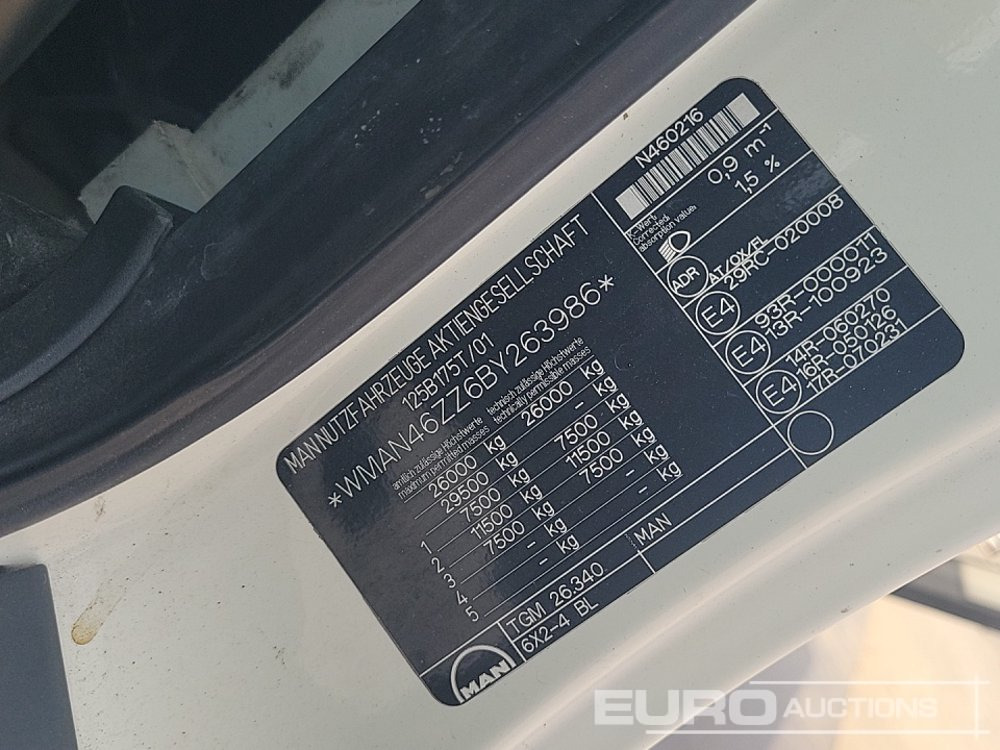 MAN NUTZFAHRZEUGE AKTIENGESELLSCHAFT
125B175T/01
*WMAN46ZZ6BY263986*
amtlich zulässige Höchstwerte technisch zulässige Höchstwerte
maximum permitted masses technically permissible masses
26000 kg 26000 kg
29500 kg - kg
1 7500 kg 7500 kg
2 11500 kg 11500 kg
3 7500 kg 7500 kg
4 - kg - kg
5 - kg - kg
MAN
TGM 26.340
6X2-4 BL
MAN
N460216
K-Wert:
Corrected
absorption value:
0,9 m⁻¹
1,5 %
ADR AT/OX/FL
E4 29RC-020008
E4 93R-000011
13R-100923
E4 14R-060270
16R-050126
17R-070231
EURO AUCTIONS